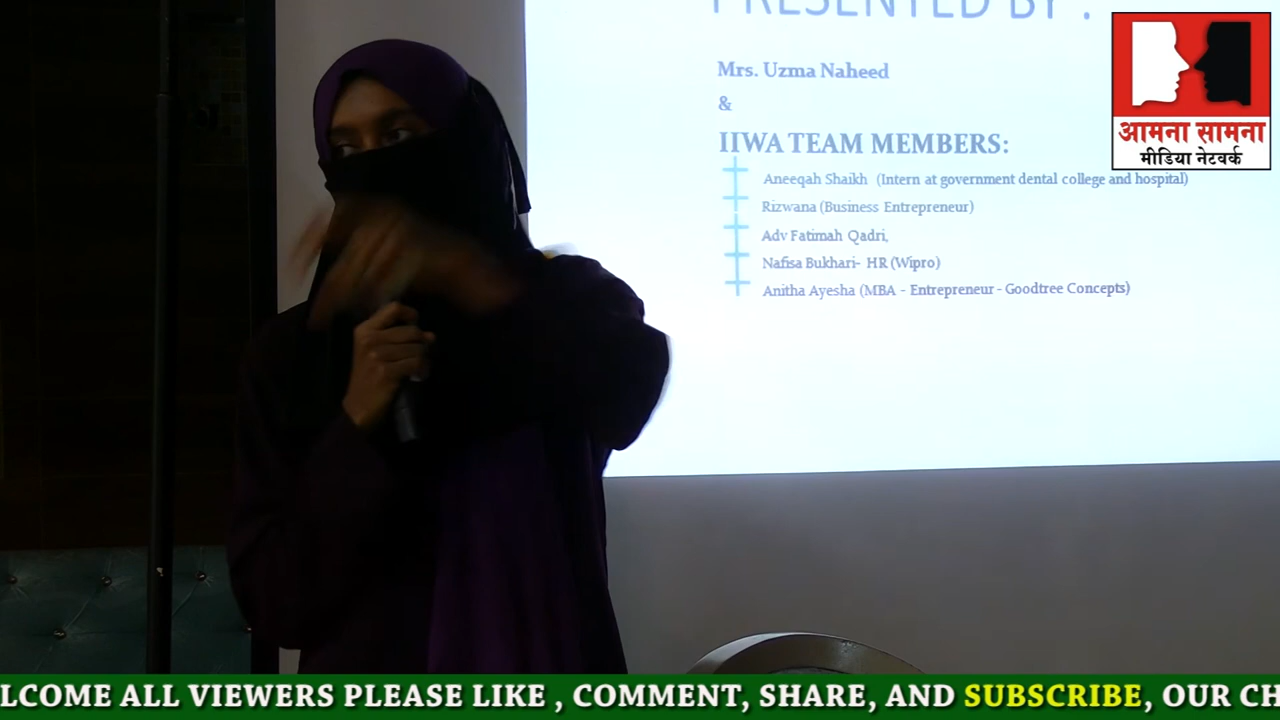 PRESENTED BY :
Mrs. Uzma Naheed
&
IIWA TEAM MEMBERS:
Aneeqah Shaikh (Intern at government dental college and hospital)
Rizwana (Business Entrepreneur)
Adv Fatimah Qadri,
Nafisa Bukhari- HR (Wipro)
Anitha Ayesha (MBA - Entrepreneur - Goodtree Concepts)
आमना सामना
मीडिया नेटवर्क
LCOME ALL VIEWERS PLEASE LIKE , COMMENT, SHARE, AND SUBSCRIBE, OUR CH